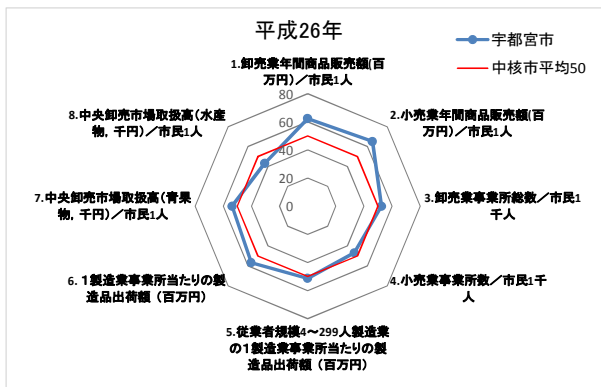 平成26年
宇都宮市
中核市平均50
1.卸売業年間商品販売額(百
万円）／市民1人
2.小売業年間商品販売額(百
万円）／市民1人
3.卸売業事業所総数／市民1
千人
4.小売業事業所数／市民1千
人
5.従業者規模4～299人製造業
の１製造業事業所当たりの製
造品出荷額（百万円）
6.１製造業事業所当たりの製
造品出荷額（百万円）
7.中央卸売市場取扱高（青果
物，千円）／市民1人
8.中央卸売市場取扱高（水産
物，千円）／市民1人
80
60
40
20
0